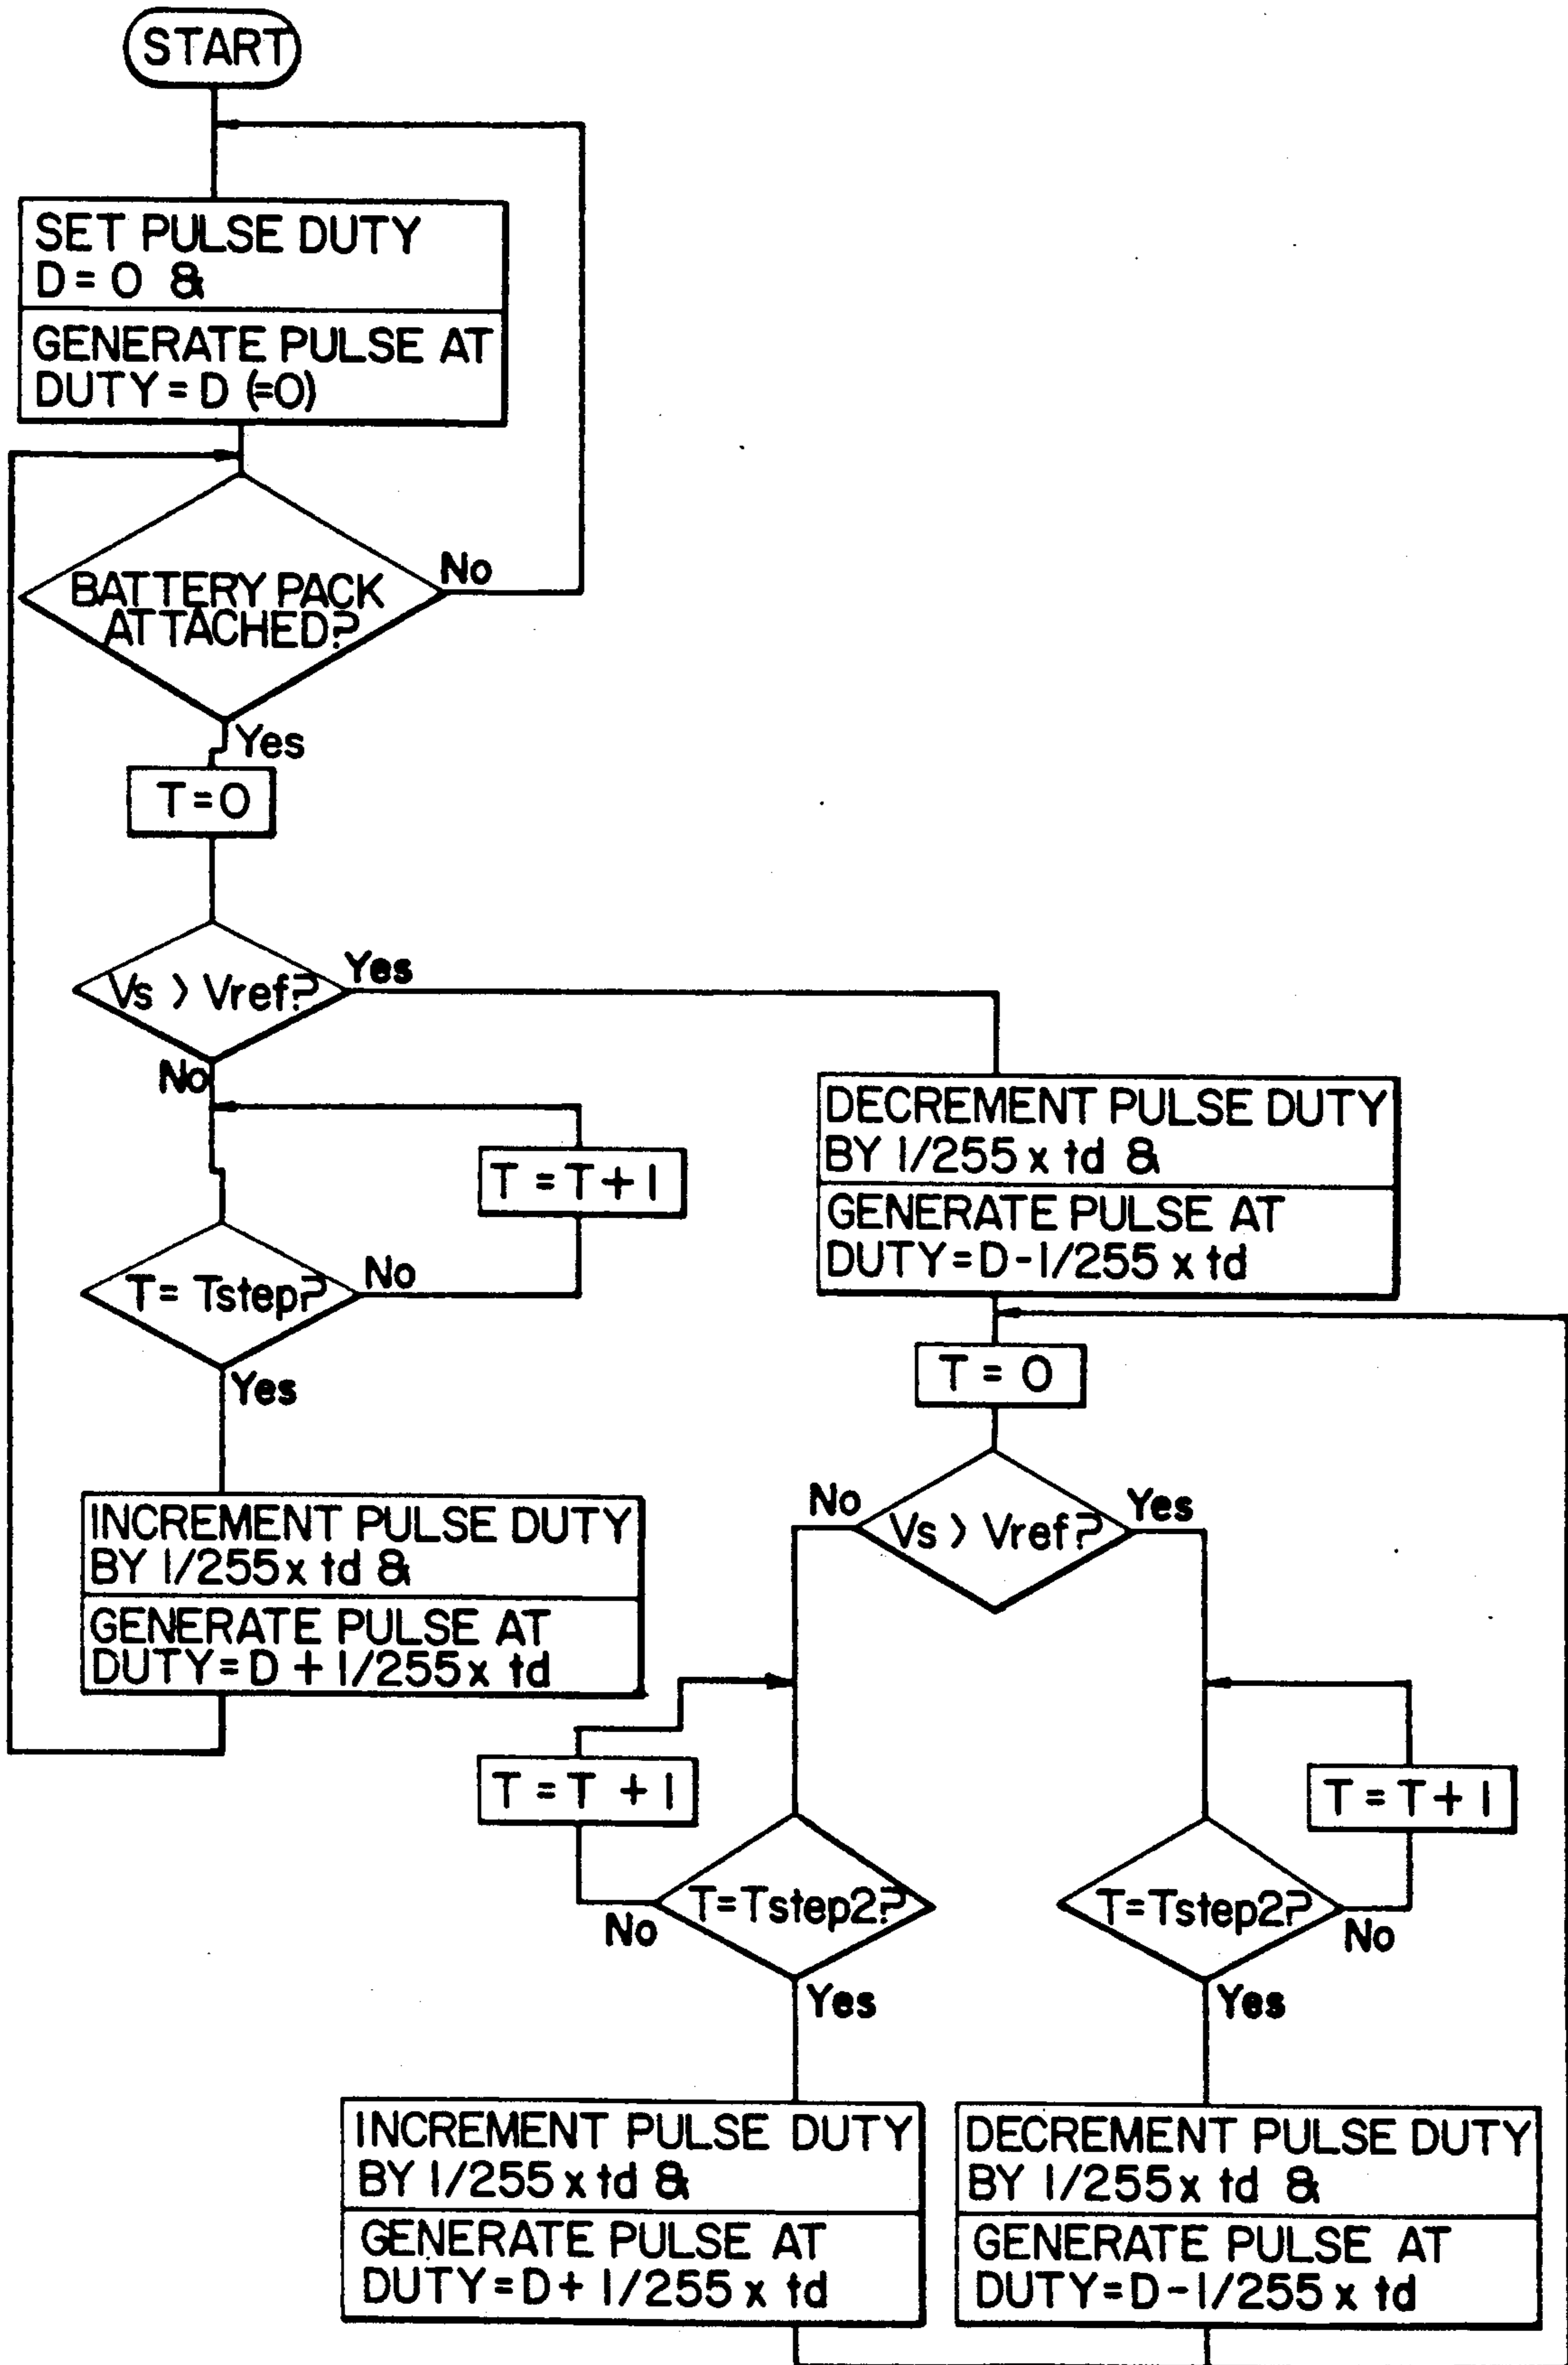 START
SET PULSE DUTY
D = 0 &
GENERATE PULSE AT
DUTY = D (=0)
BATTERY PACK
ATTACHED?
No
Yes
T=0
Vs > Vref?
Yes
No
T = T + 1
T = Tstep?
No
Yes
INCREMENT PULSE DUTY
BY 1/255 x td &
GENERATE PULSE AT
DUTY = D + 1/255 x td
DECREMENT PULSE DUTY
BY 1/255 x td &
GENERATE PULSE AT
DUTY = D - 1/255 x td
T = 0
Vs > Vref?
No
Yes
T = T + 1
T = Tstep2?
No
Yes
T = T + 1
T = Tstep2?
No
Yes
INCREMENT PULSE DUTY
BY 1/255 x td &
GENERATE PULSE AT
DUTY = D + 1/255 x td
DECREMENT PULSE DUTY
BY 1/255 x td &
GENERATE PULSE AT
DUTY = D - 1/255 x td